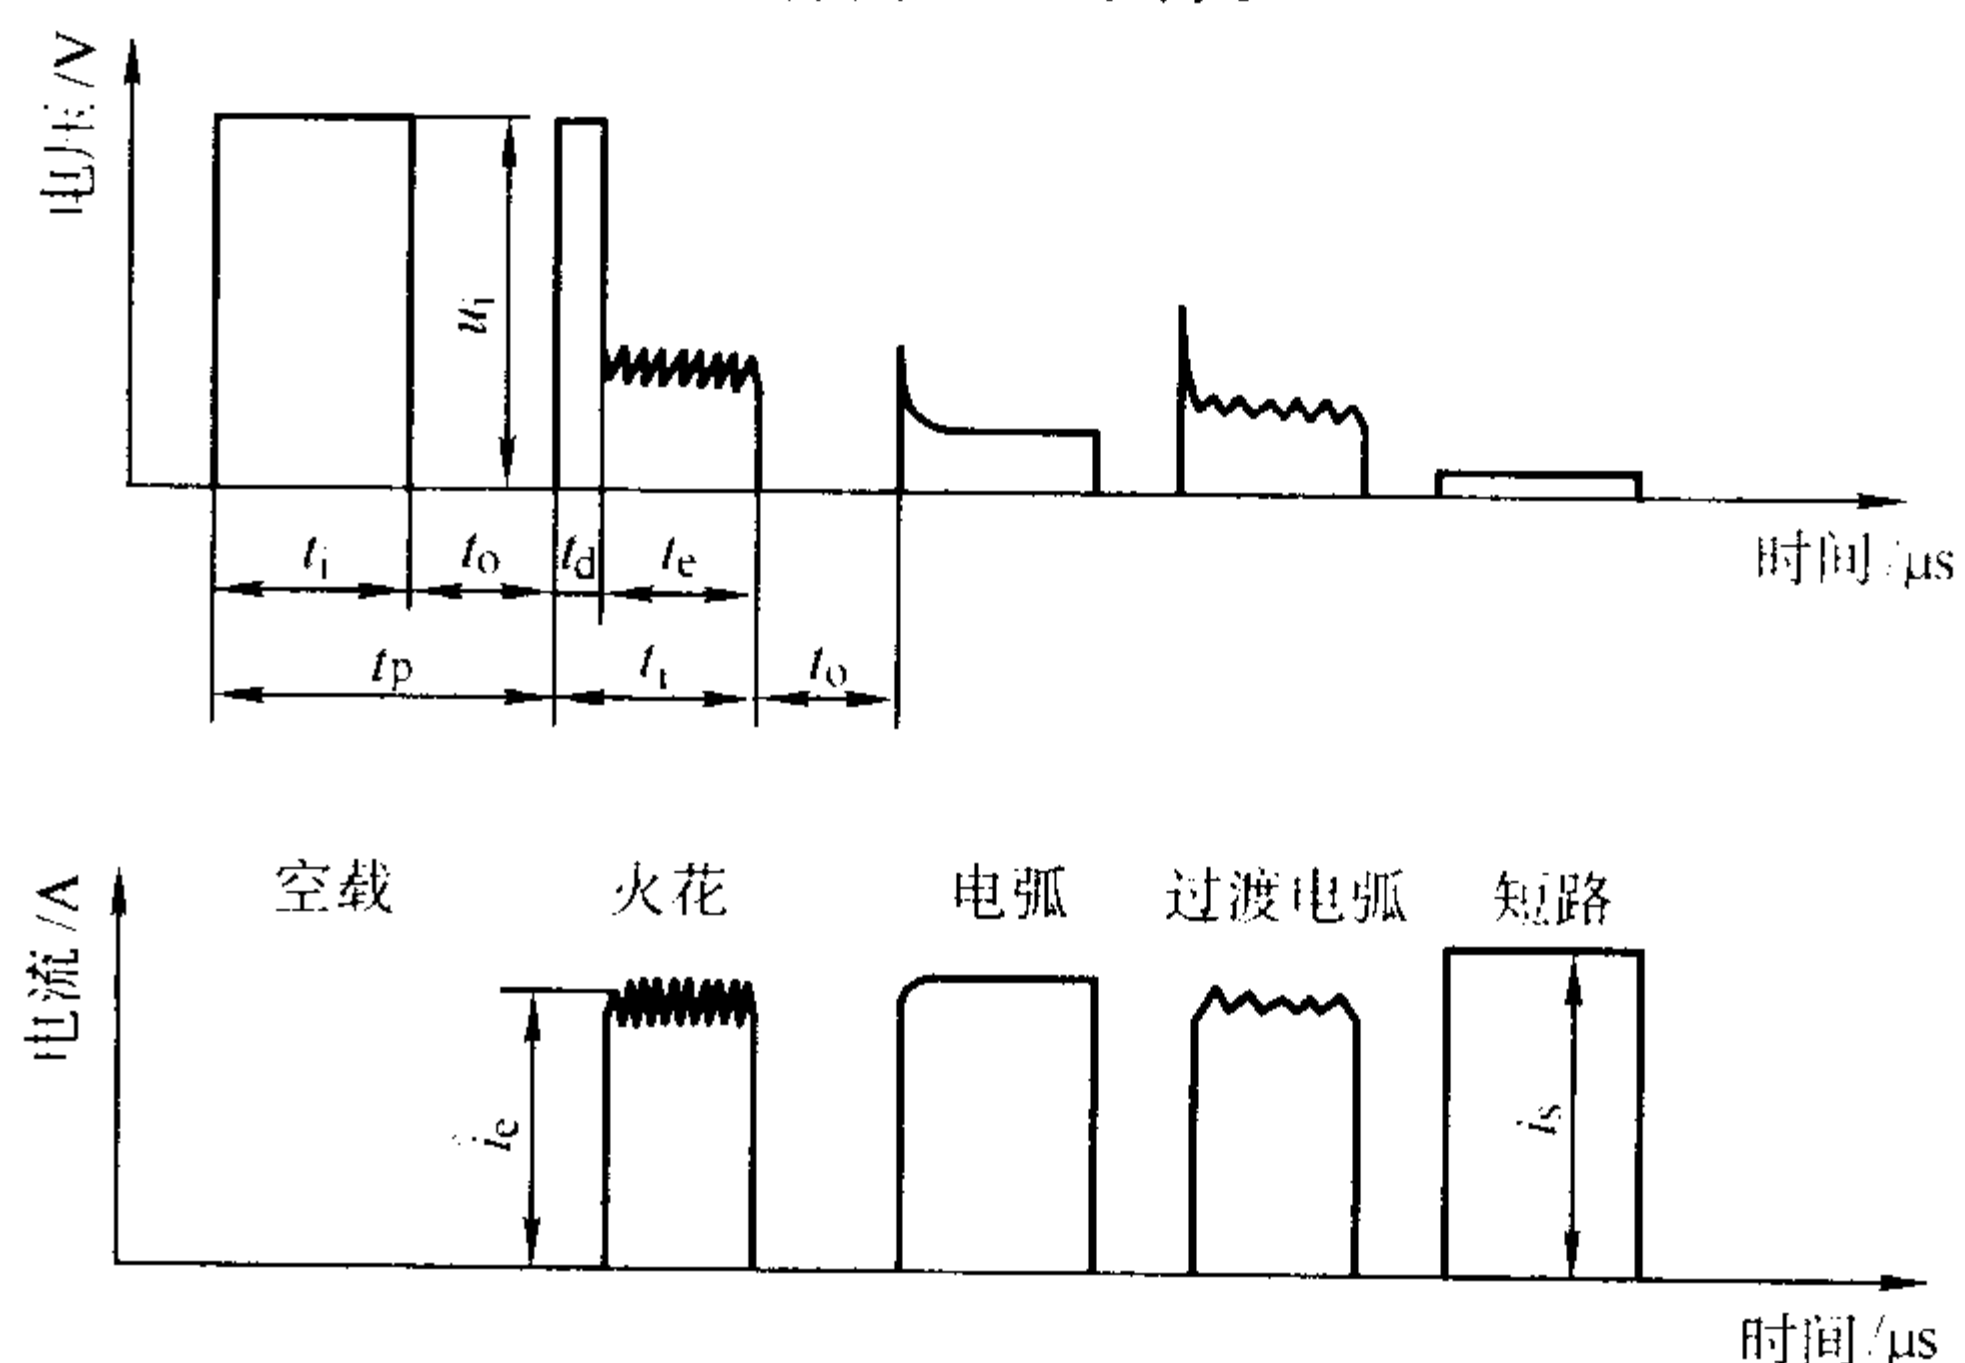 电压/V
u_i
t_i
t_o
t_d
t_e
时间/μs
t_p
t_i
t_o
电流/A
空载
火花
电弧
过渡电弧
短路
i_e
i_s
时间/μs